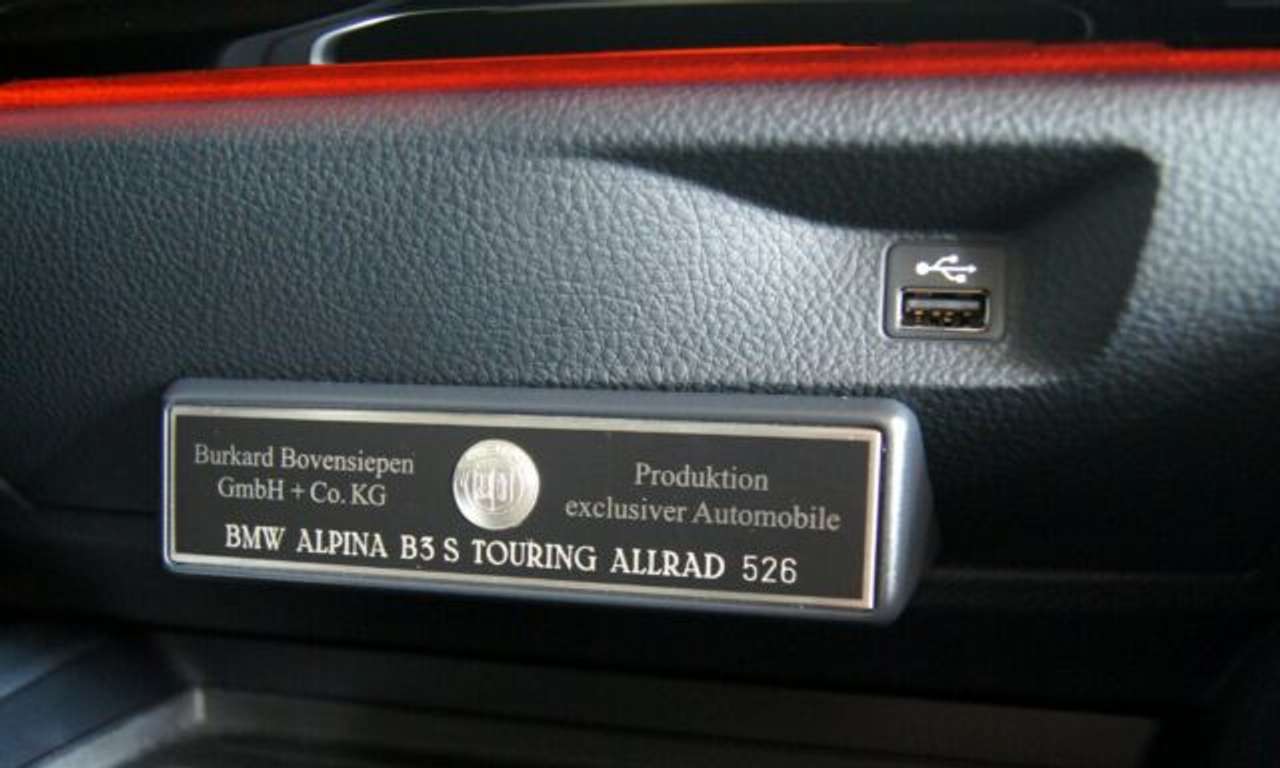 Burkard Bovensiepen
GmbH + Co. KG
Produktion
exclusiver Automobile
BMW ALPINA B3 S TOURING ALLRAD 526